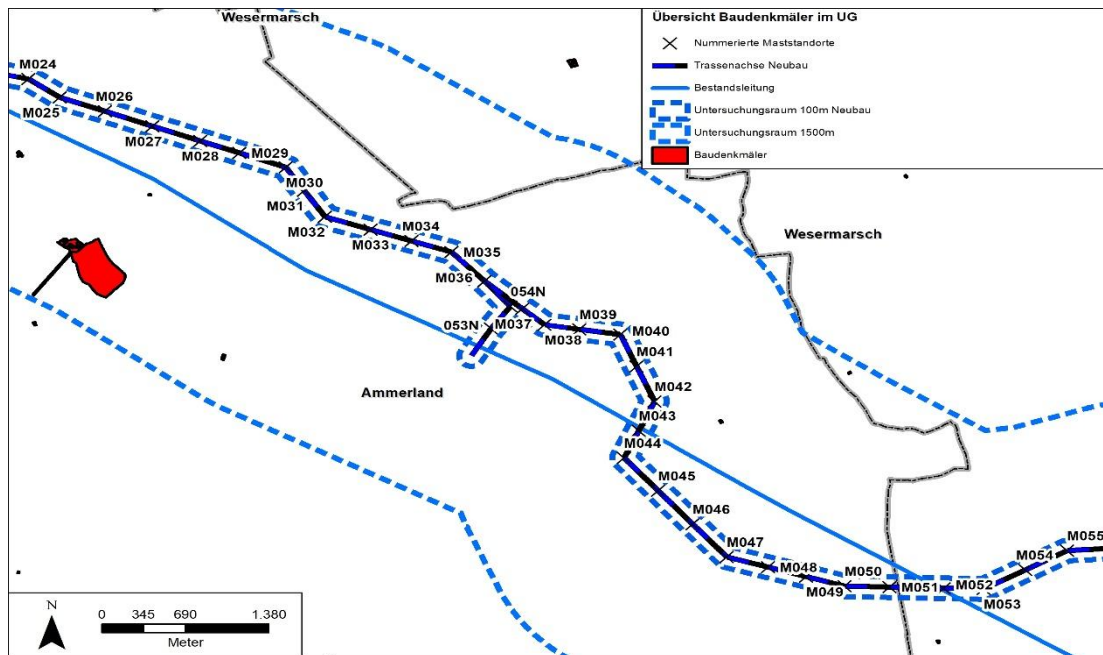 Wesermarsch
Übersicht Baudenkmäler im UG
Nummerierte Maststandorte
Trassenachse Neubau
Bestandsleitung
Untersuchungsraum 100m Neubau
Untersuchungsraum 1500m
Baudenkmäler
M024
M025
M026
M027
M028
M029
M030
M031
M032
M033
M034
M035
M036
054N
053N
M037
M038
M039
M040
M041
M042
M043
M044
M045
M046
M047
M048
M049
M050
M051
M052
M053
M054
M055
Wesermarsch
Ammerland
N
0 345 690 1.380
Meter